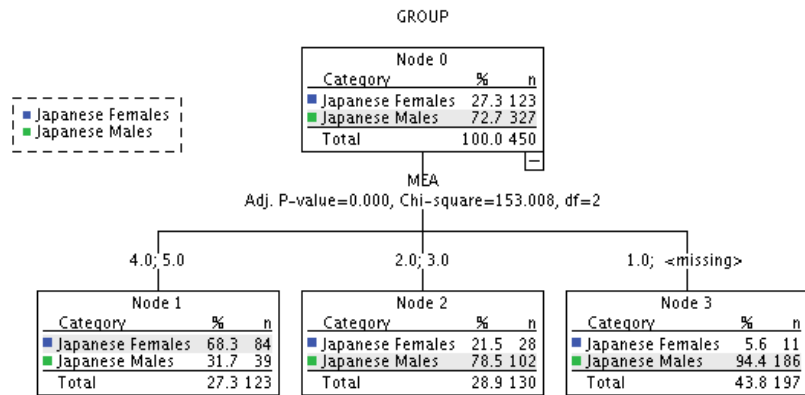 GROUP
Node 0
Category % n
Japanese Females 27.3 123
Japanese Males 72.7 327
Total 100.0 450
Japanese Females
Japanese Males
MEA
Adj. P-value=0.000, Chi-square=153.008, df=2
4.0; 5.0
2.0; 3.0
1.0; <missing>
Node 1
Category % n
Japanese Females 68.3 84
Japanese Males 31.7 39
Total 27.3 123
Node 2
Category % n
Japanese Females 21.5 28
Japanese Males 78.5 102
Total 28.9 130
Node 3
Category % n
Japanese Females 5.6 11
Japanese Males 94.4 186
Total 43.8 197